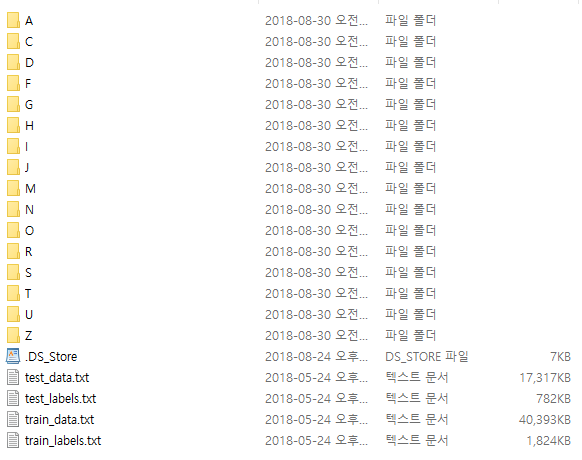 A 2018-08-30 오전... 파일 폴더
C 2018-08-30 오전... 파일 폴더
D 2018-08-30 오전... 파일 폴더
F 2018-08-30 오전... 파일 폴더
G 2018-08-30 오전... 파일 폴더
H 2018-08-30 오전... 파일 폴더
I 2018-08-30 오전... 파일 폴더
J 2018-08-30 오전... 파일 폴더
M 2018-08-30 오전... 파일 폴더
N 2018-08-30 오전... 파일 폴더
O 2018-08-30 오전... 파일 폴더
R 2018-08-30 오전... 파일 폴더
S 2018-08-30 오전... 파일 폴더
T 2018-08-30 오전... 파일 폴더
U 2018-08-30 오전... 파일 폴더
Z 2018-08-30 오전... 파일 폴더
.DS_Store 2018-08-24 오후... DS_STORE 파일 7KB
test_data.txt 2018-05-24 오후... 텍스트 문서 17,317KB
test_labels.txt 2018-05-24 오후... 텍스트 문서 782KB
train_data.txt 2018-05-24 오후... 텍스트 문서 40,393KB
train_labels.txt 2018-05-24 오후... 텍스트 문서 1,824KB